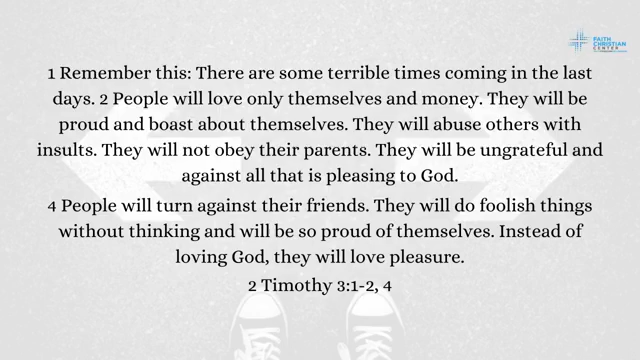 FAITH
CHRISTIAN
CENTER
1 Remember this: There are some terrible times coming in the last
days. 2 People will love only themselves and money. They will be
proud and boast about themselves. They will abuse others with
insults. They will not obey their parents. They will be ungrateful and
against all that is pleasing to God.
4 People will turn against their friends. They will do foolish things
without thinking and will be so proud of themselves. Instead of
loving God, they will love pleasure.
2 Timothy 3:1-2, 4